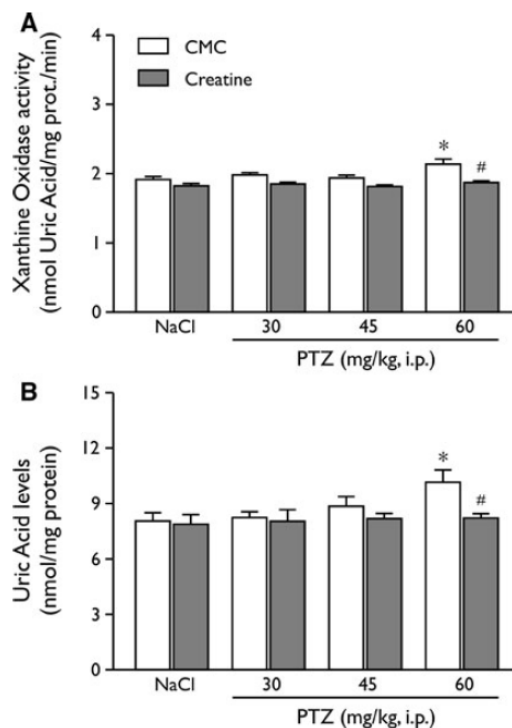 A
Xanthine Oxidase activity
(nmol Uric Acid/mg prot./min)
4
3
2
1
0
CMC
Creatine
*
#
NaCl
30
45
60
PTZ (mg/kg, i.p.)
B
Uric Acid levels
(nmol/mg protein)
15
12
9
6
3
0
*
#
NaCl
30
45
60
PTZ (mg/kg, i.p.)